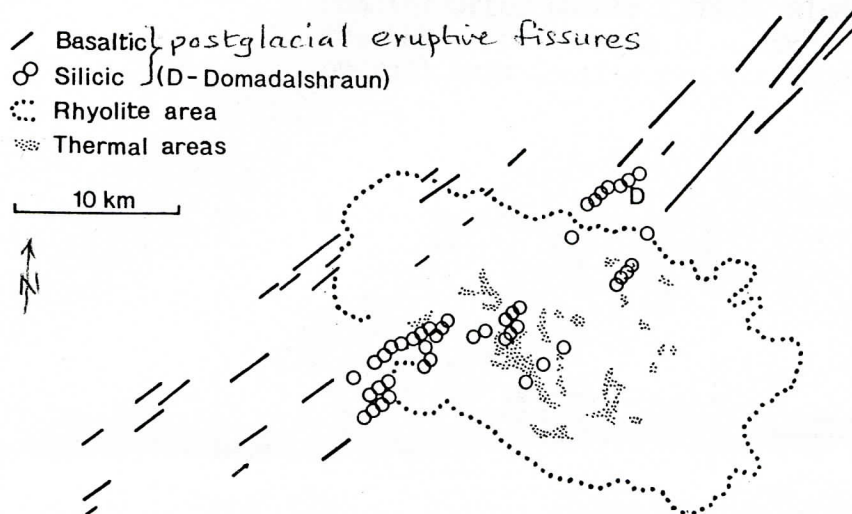 Basaltic } postglacial eruptive fissures
Silicic } (D-Domadalshraun)
Rhyolite area
Thermal areas
10 km
N
D